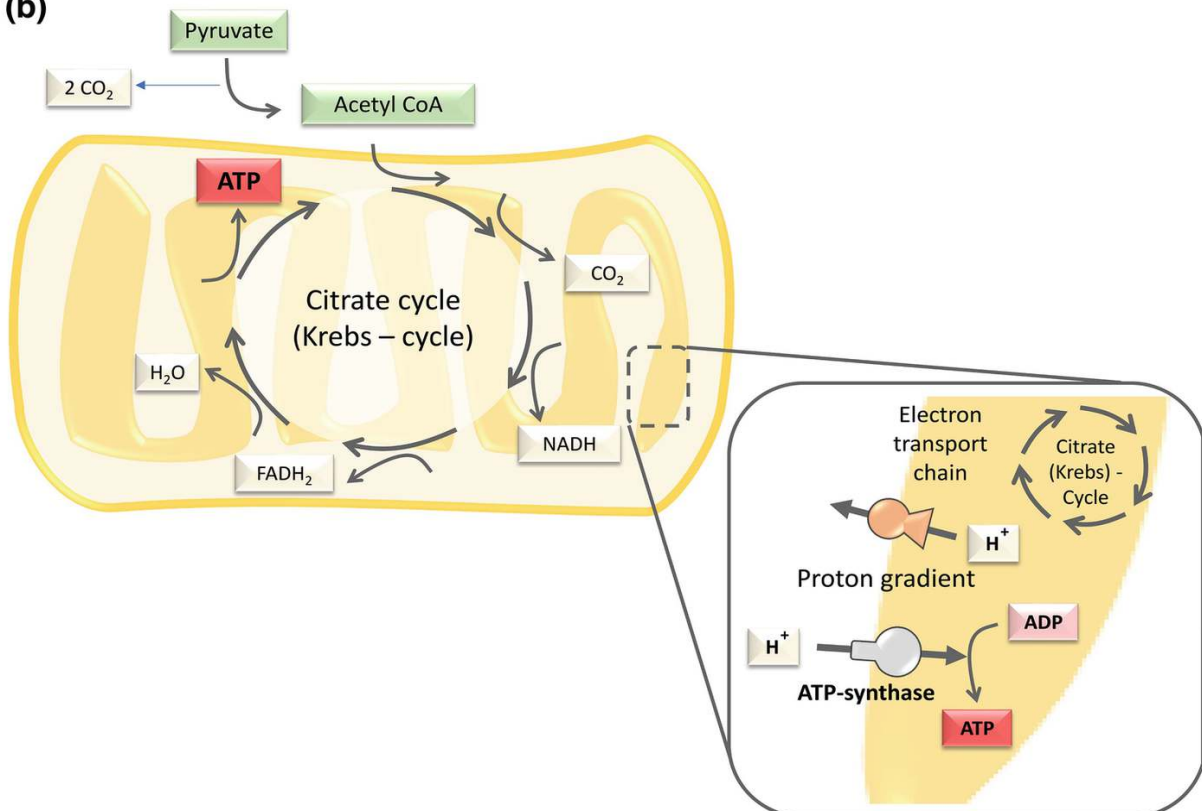 (b)
Pyruvate
2 CO₂
Acetyl CoA
ATP
CO₂
Citrate cycle
(Krebs – cycle)
H₂O
NADH
FADH₂
Electron
transport
chain
Citrate
(Krebs) -
Cycle
H⁺
Proton gradient
ADP
H⁺
ATP-synthase
ATP